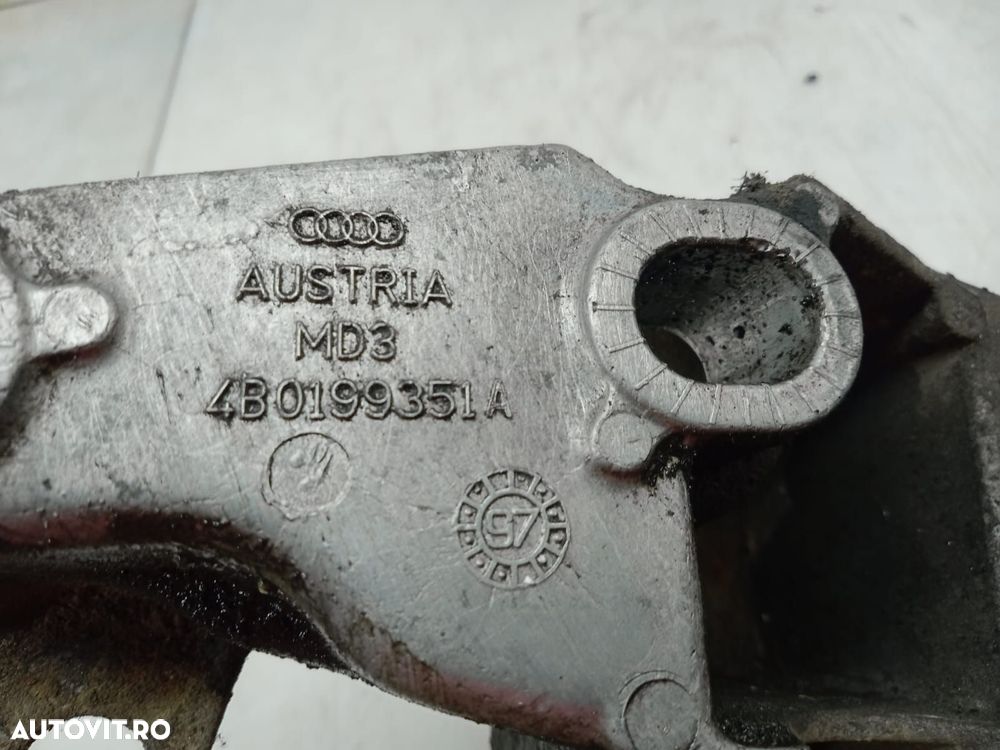 AUSTRIA
MD3
4B0199351A
97
AUTOVIT.RO